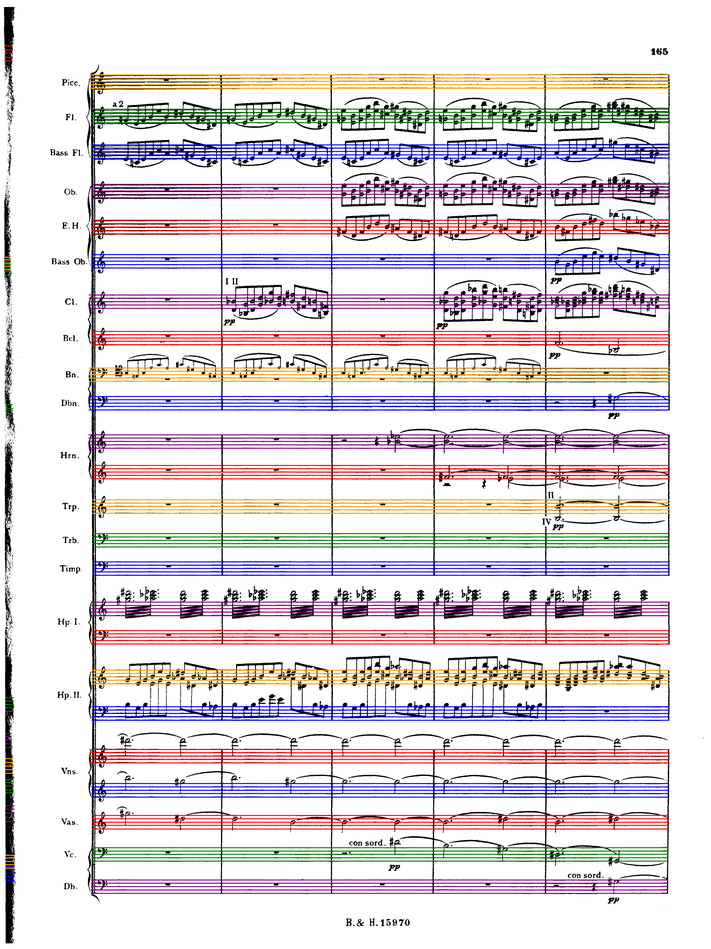 165
Picc.
a 2
Fl.
Bass Fl.
Ob.
E.H.
Bass Ob.
I II
Cl.
pp
pp
pp
Bcl.
pp
Bn.
Dbn.
pp
Hrn.
II
Trp.
IV pp
Trb.
Timp.
Hp. I.
Hp. II.
Vns.
Vas.
con sord.
Vc.
pp
con sord.
Db.
pp
B. & H. 15970